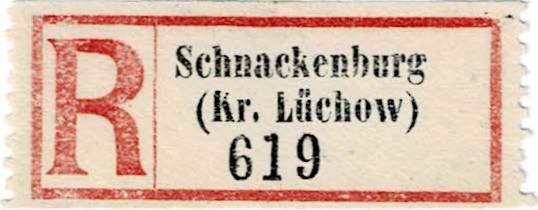 R
Schnackenburg
(Kr. Lüchow)
619